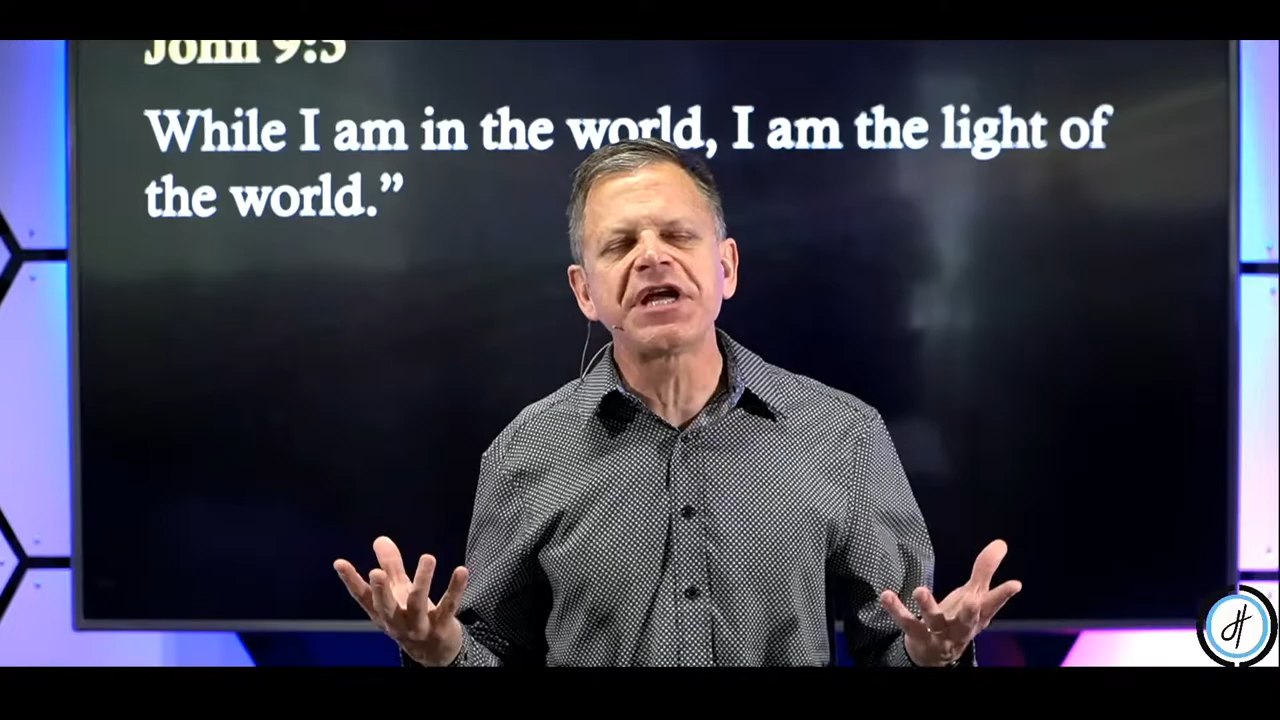 John 9:5
While I am in the world, I am the light of
the world.”
H